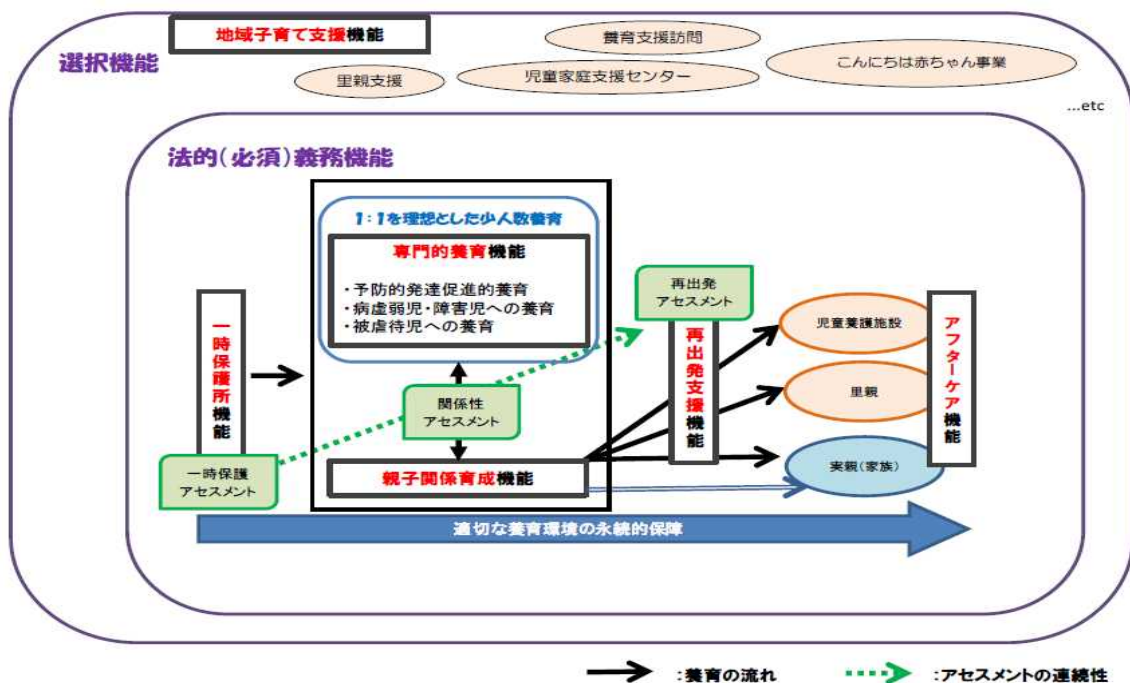 地域子育て支援機能
選択機能
養育支援訪問
里親支援
児童家庭支援センター
こんにちは赤ちゃん事業
…etc
法的(必須)義務機能
1:1を理想とした少人数養育
専門的養育機能
・予防的発達促進的養育
・病虚弱児・障害児への養育
・被虐待児への養育
一時保護所機能
一時保護
アセスメント
関係性
アセスメント
親子関係育成機能
再出発
アセスメント
再出発支援機能
児童養護施設
里親
実親(家族)
アフターケア機能
適切な養育環境の永続的保障
:養育の流れ
:アセスメントの連続性